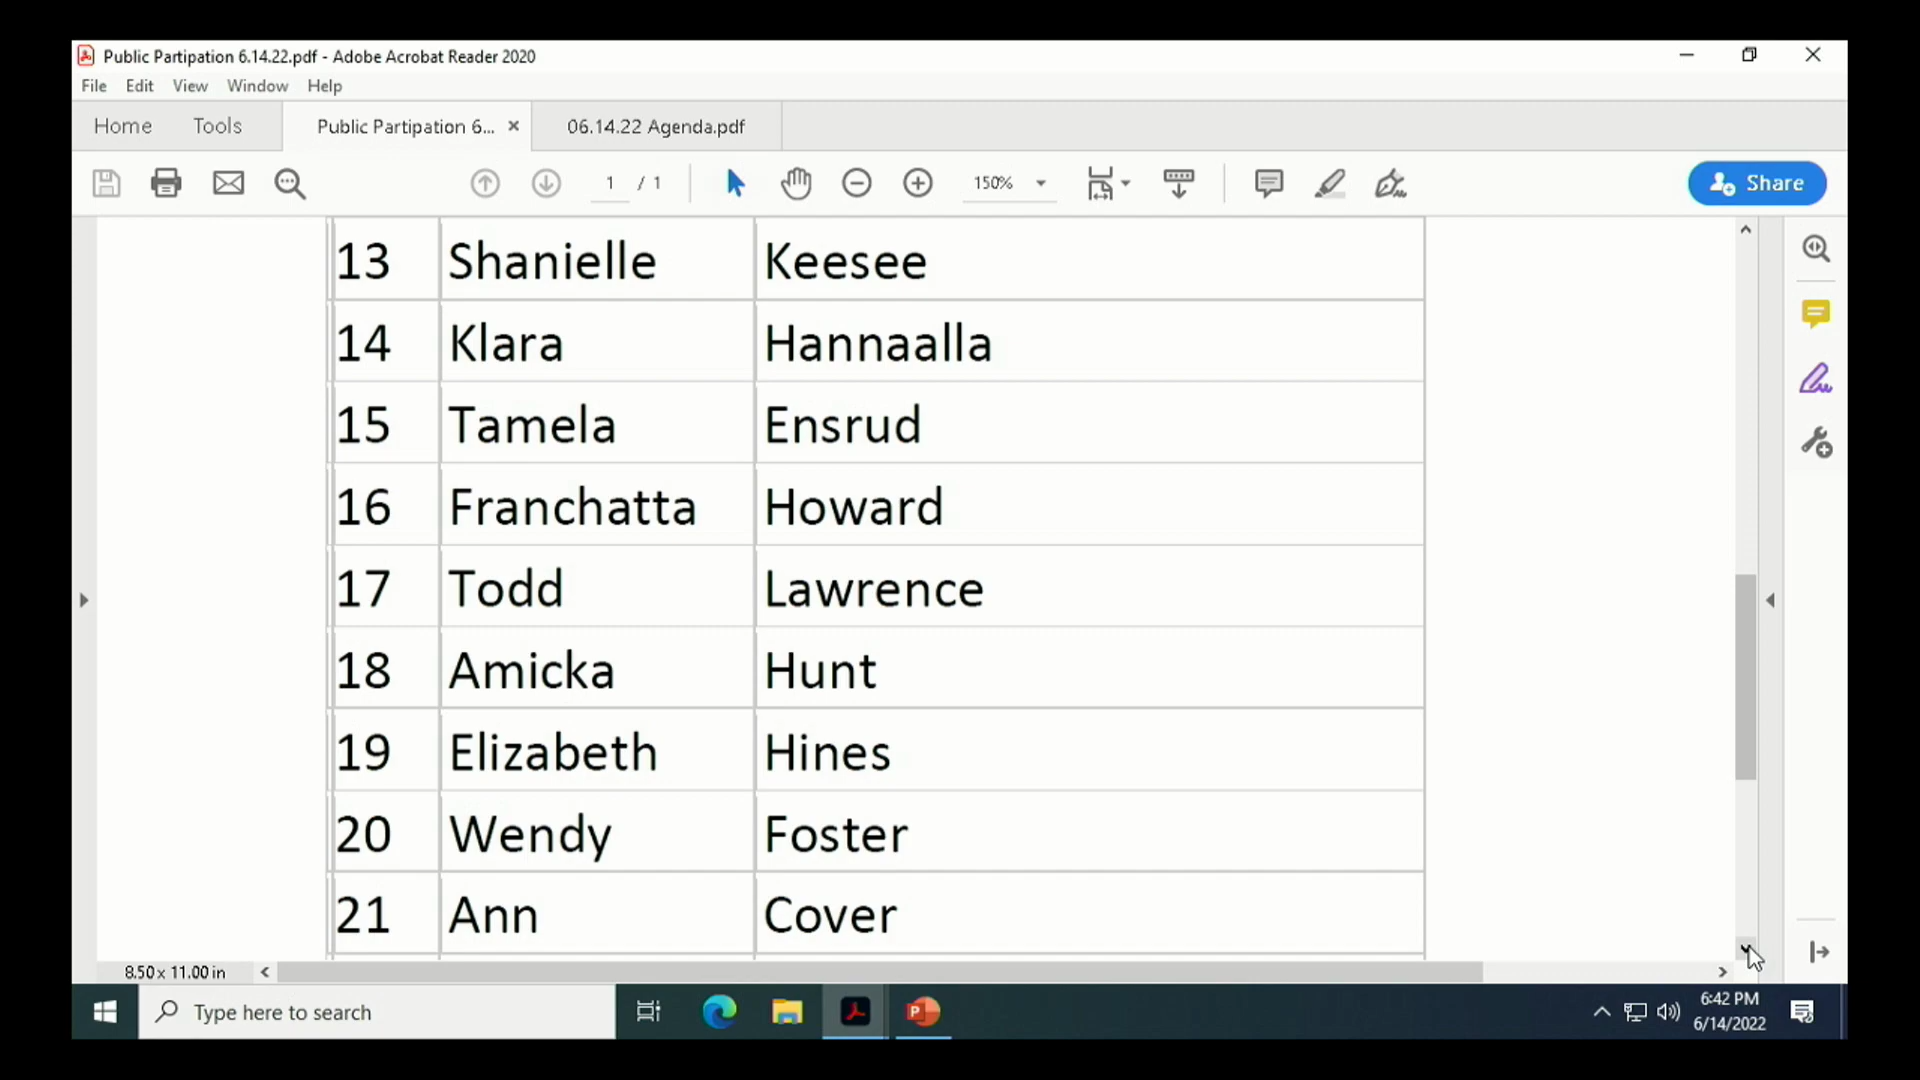 Public Partipation 6.14.22.pdf - Adobe Acrobat Reader 2020
File Edit View Window Help
Home Tools Public Partipation 6... × 06.14.22 Agenda.pdf
1 / 1 150% Share
13 Shanielle Keesee
14 Klara Hannaalla
15 Tamela Ensrud
16 Franchatta Howard
17 Todd Lawrence
18 Amicka Hunt
19 Elizabeth Hines
20 Wendy Foster
21 Ann Cover
8.50 x 11.00 in
Type here to search
6:42 PM
6/14/2022